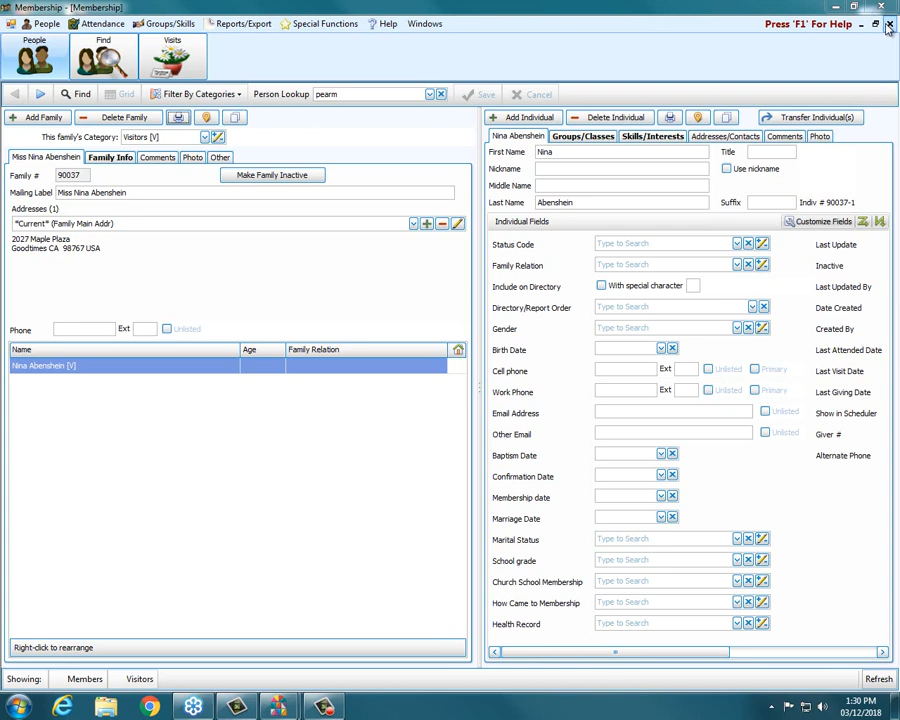 Membership - [Membership]
People Attendance Groups/Skills Reports/Export Special Functions Help Windows Press 'F1' For Help
People Find Visits
Find Grid Filter By Categories Person Lookup pearm Save Cancel
Add Family Delete Family
This family's Category: Visitors [V]
Miss Nina Abenshein Family Info Comments Photo Other
Family # 90037 Make Family Inactive
Mailing Label Miss Nina Abenshein
Addresses (1)
*Current* (Family Main Addr)
2027 Maple Plaza
Goodtimes CA 98767 USA
Phone Ext Unlisted
Name Age Family Relation
Nina Abenshein [V]
Right-click to rearrange
Add Individual Delete Individual Transfer Individual(s)
Nina Abenshein Groups/Classes Skills/Interests Addresses/Contacts Comments Photo
First Name Nina Title
Nickname Use nickname
Middle Name
Last Name Abenshein Suffix Indiv # 90037-1
Individual Fields Customize Fields
Status Code Type to Search Last Update
Family Relation Type to Search Inactive
Include on Directory With special character Last Updated By
Directory/Report Order Type to Search Date Created
Gender Type to Search Created By
Birth Date Last Attended Date
Cell phone Ext Unlisted Primary Last Visit Date
Work Phone Ext Unlisted Primary Last Giving Date
Email Address Unlisted Show in Scheduler
Other Email Unlisted Giver #
Baptism Date Alternate Phone
Confirmation Date
Membership date
Marriage Date
Marital Status Type to Search
School grade Type to Search
Church School Membership Type to Search
How Came to Membership Type to Search
Health Record Type to Search
Showing: Members Visitors Refresh
1:30 PM
03/12/2018